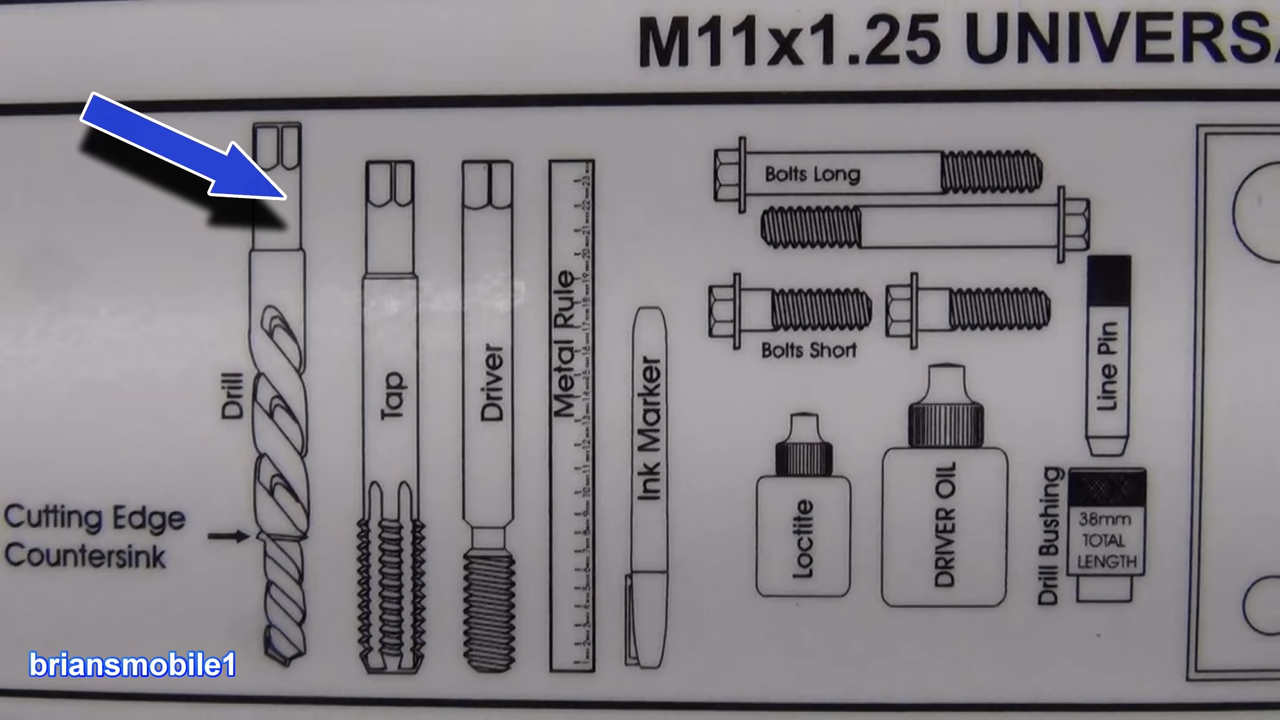 M11x1.25 UNIVERSA
Drill
Cutting Edge
Countersink
Tap
Driver
Metal Rule
Ink Marker
Bolts Long
Bolts Short
Loctite
DRIVER OIL
Line Pin
Drill Bushing
38mm
TOTAL
LENGTH
briansmobile1